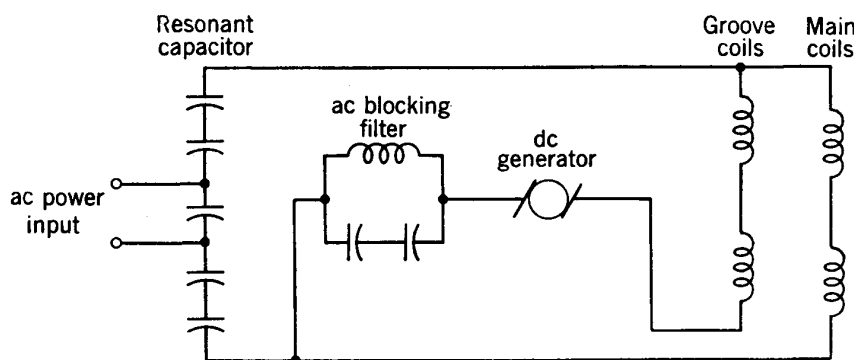 Resonant
capacitor
Groove
coils
Main
coils
ac blocking
filter
dc
generator
ac power
input